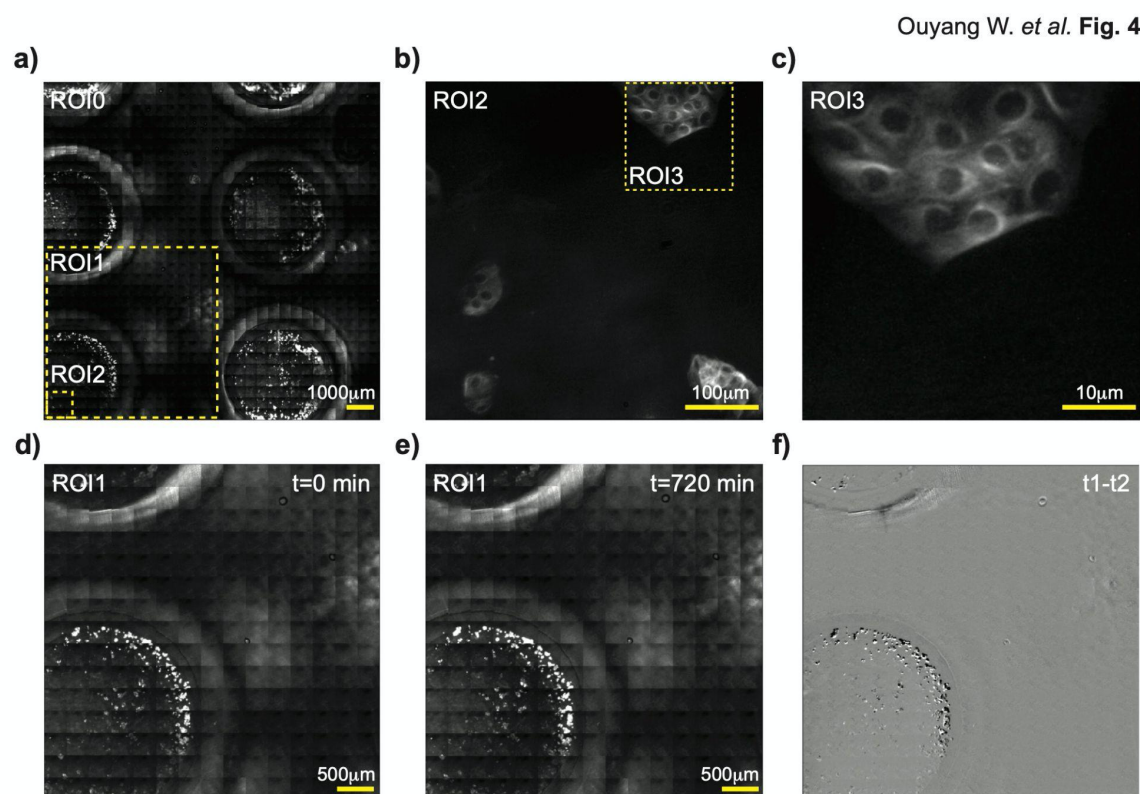 Ouyang W. et al. Fig. 4
a)
ROI0
ROI1
ROI2
1000μm
b)
ROI2
ROI3
100μm
c)
ROI3
10μm
d)
ROI1
t=0 min
500μm
e)
ROI1
t=720 min
500μm
f)
t1-t2